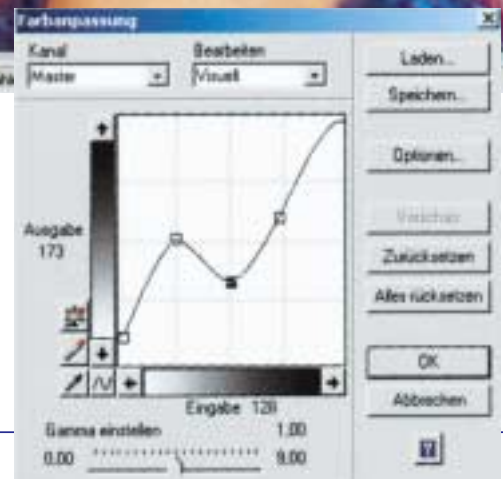 Farbanpassung
Kanal
Bearbeiten
Master
Visuell
Laden...
Speichern...
Optionen...
Vorschau
Zurücksetzen
Alles rücksetzen
OK
Abbrechen
Ausgabe
173
Eingabe 128
Gamma einstellen
1.00
0.00
9.00
?